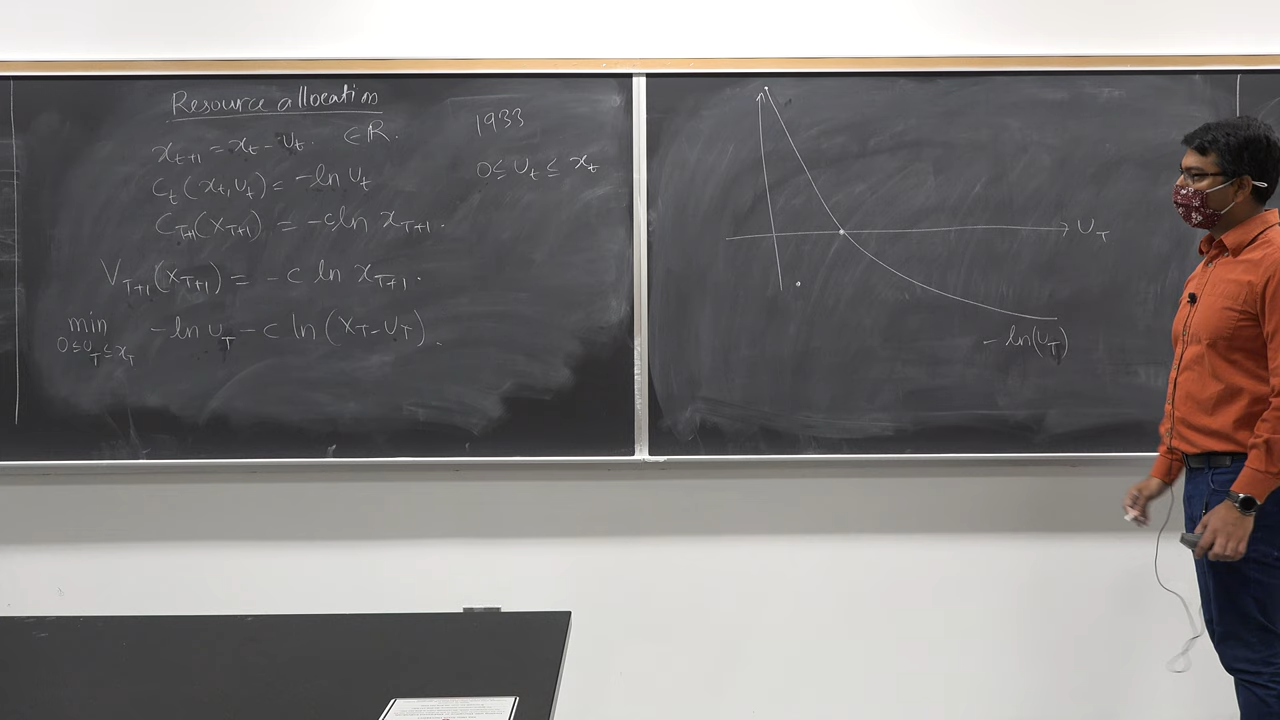 Resource allocation
1933
x_{t+1} = x_t - u_t. ∈ R.
0 ≤ u_t ≤ x_t
C_t(x_t, u_t) = -ln u_t
C_{T+1}(x_{T+1}) = -c ln x_{T+1}.
V_{T+1}(x_{T+1}) = -c ln x_{T+1}.
min -ln u_T - c ln (x_T - u_T).
0 ≤ u_T ≤ x_T
u_T
- ln(u_T)